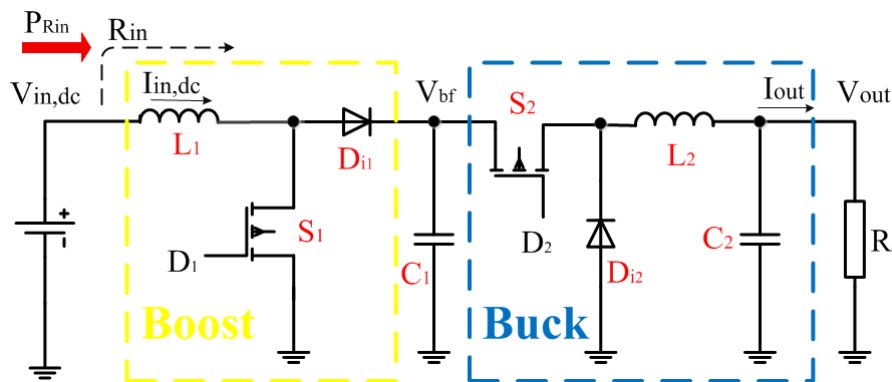 PRin
Rin
Vin,dc
Iin,dc
L1
Di1
Vbf
S2
Iout
Vout
L2
S1
D1
C1
D2
Di2
C2
R
Boost
Buck
+
-